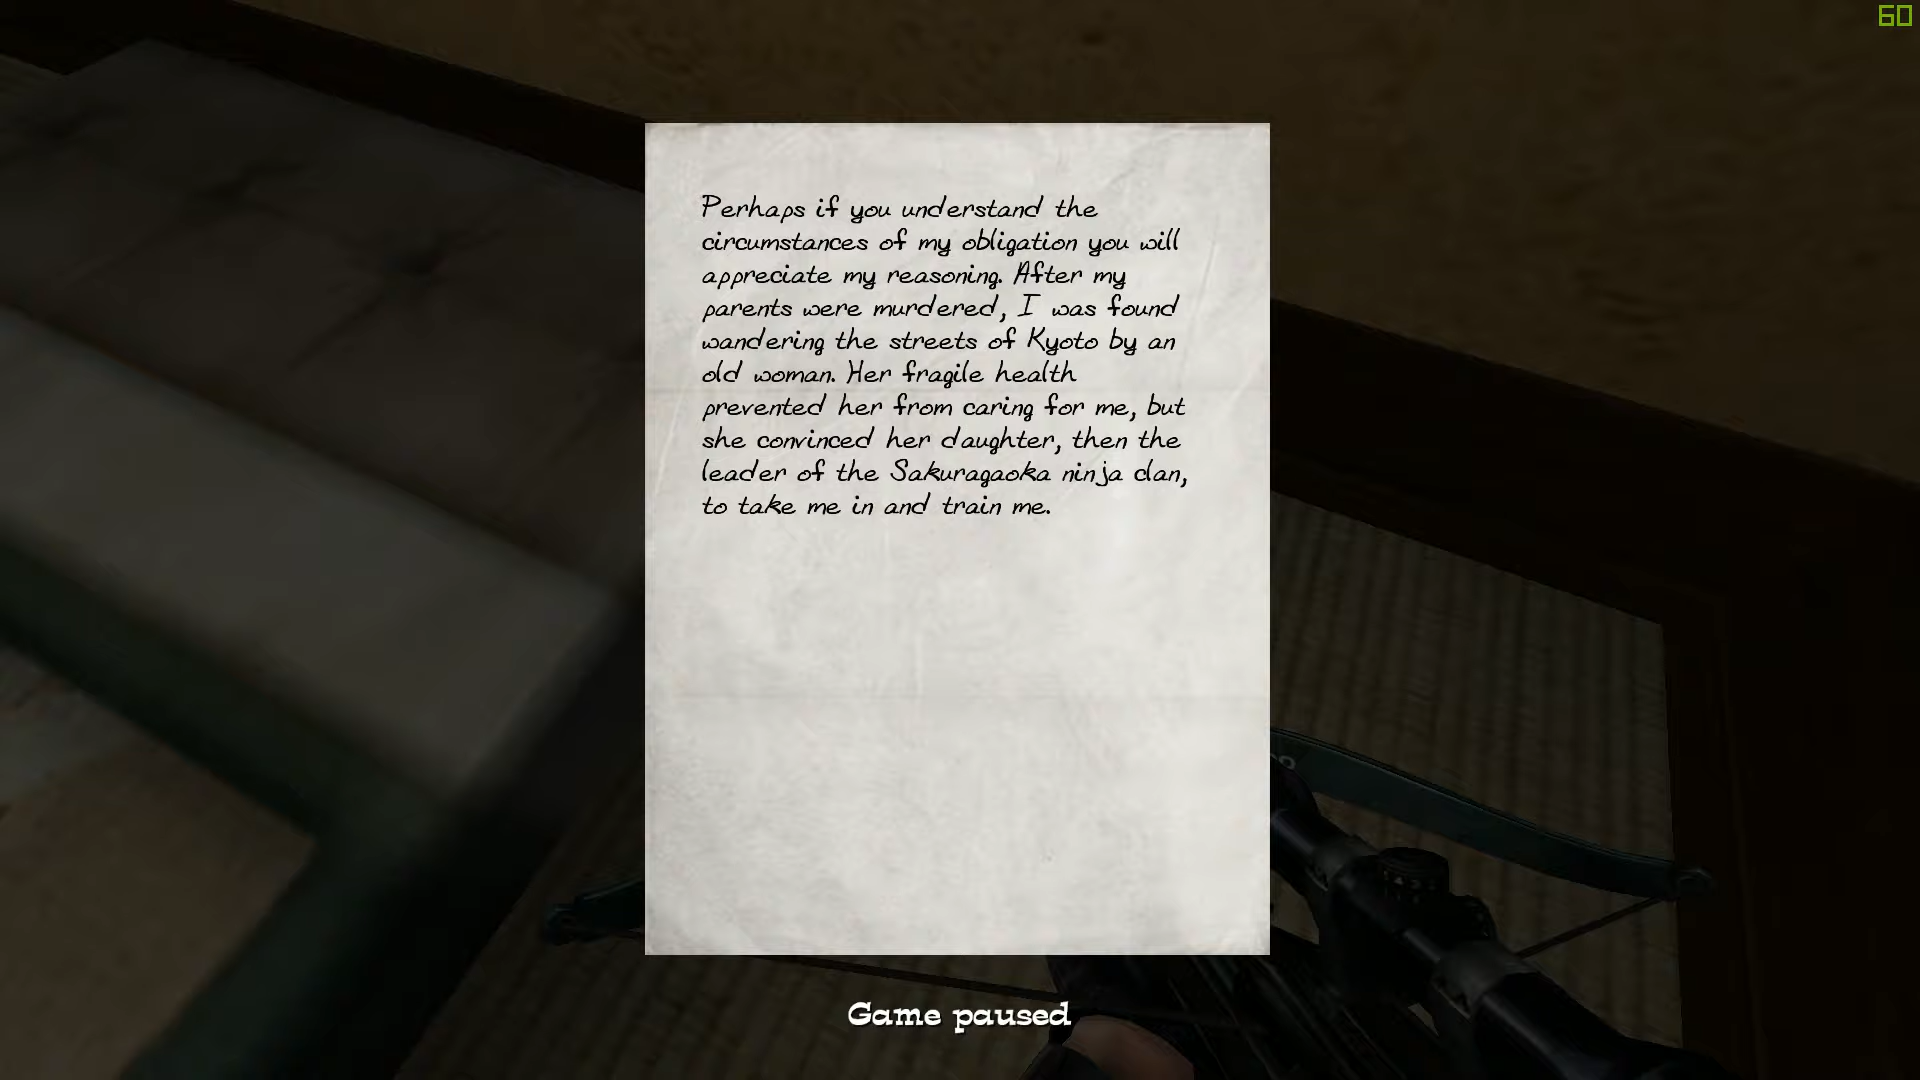 60
Perhaps if you understand the
circumstances of my obligation you will
appreciate my reasoning. After my
parents were murdered, I was found
wandering the streets of Kyoto by an
old woman. Her fragile health
prevented her from caring for me, but
she convinced her daughter, then the
leader of the Sakuragaoka ninja clan,
to take me in and train me.
Game paused